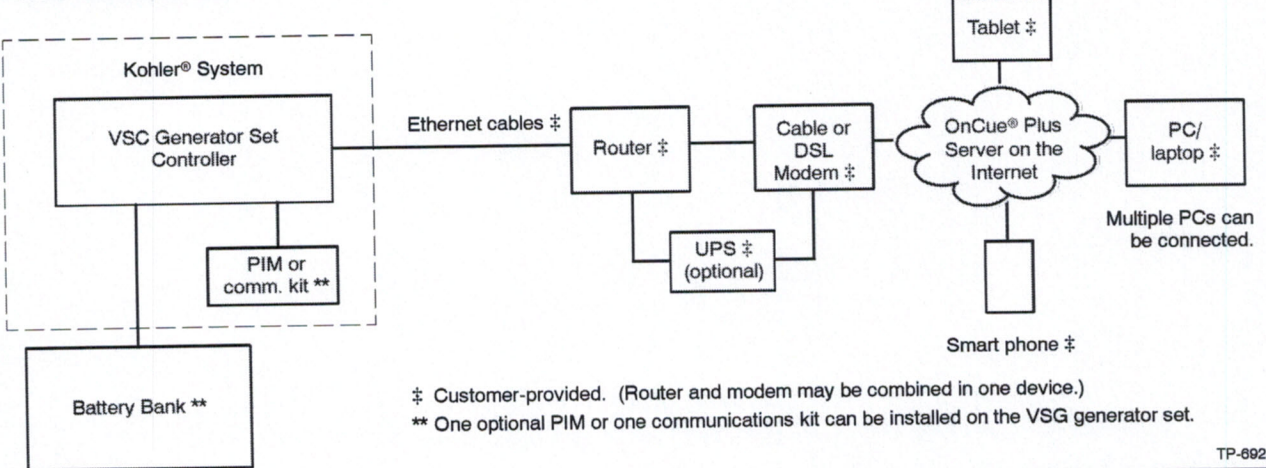 Tablet ‡
Kohler® System
VSC Generator Set
Controller
Ethernet cables ‡
Router ‡
Cable or
DSL
Modem ‡
OnCue® Plus
Server on the
Internet
PC/
laptop ‡
Multiple PCs can
be connected.
PIM or
comm. kit **
UPS ‡
(optional)
Smart phone ‡
Battery Bank **
‡ Customer-provided. (Router and modem may be combined in one device.)
** One optional PIM or one communications kit can be installed on the VSG generator set.
TP-692